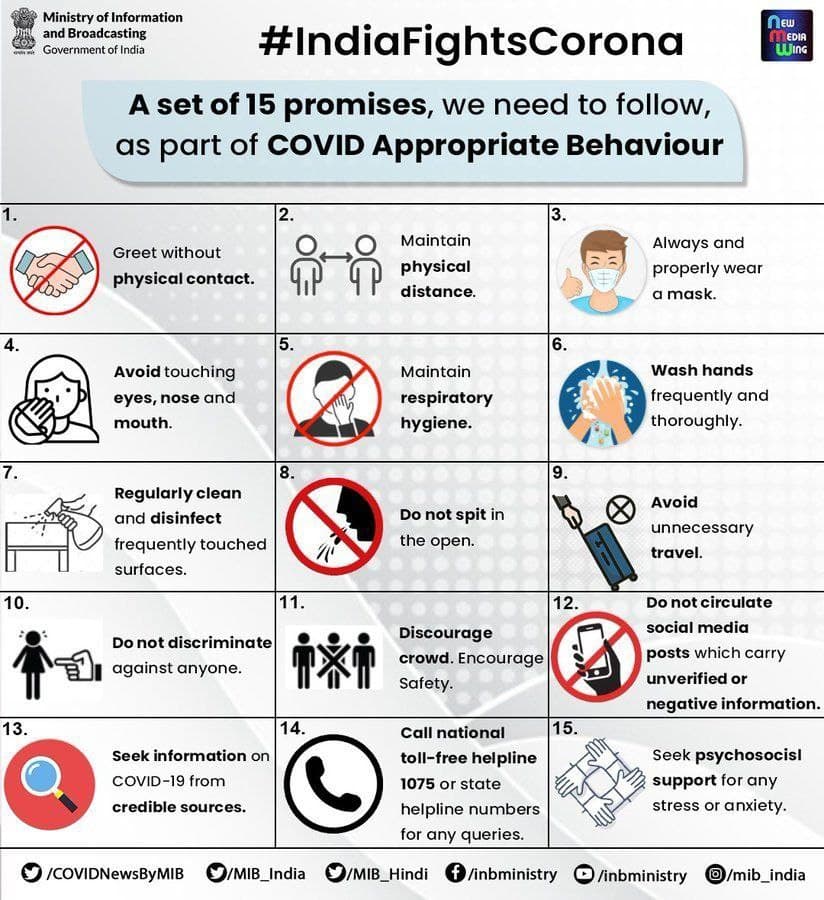 Ministry of Information
and Broadcasting
Government of India
#IndiaFightsCorona
NEW
MEDIA
WING
A set of 15 promises, we need to follow,
as part of COVID Appropriate Behaviour
1.
Greet without
physical contact.
2.
Maintain
physical
distance.
3.
Always and
properly wear
a mask.
4.
Avoid touching
eyes, nose and
mouth.
5.
Maintain
respiratory
hygiene.
6.
Wash hands
frequently and
thoroughly.
7.
Regularly clean
and disinfect
frequently touched
surfaces.
8.
Do not spit in
the open.
9.
Avoid
unnecessary
travel.
10.
Do not discriminate
against anyone.
11.
Discourage
crowd. Encourage
Safety.
12.
Do not circulate
social media
posts which carry
unverified or
negative information.
13.
Seek information on
COVID-19 from
credible sources.
14.
Call national
toll-free helpline
1075 or state
helpline numbers
for any queries.
15.
Seek psychosocisl
support for any
stress or anxiety.
/COVIDNewsByMIB /MIB_India /MIB_Hindi /inbministry /inbministry /mib_india